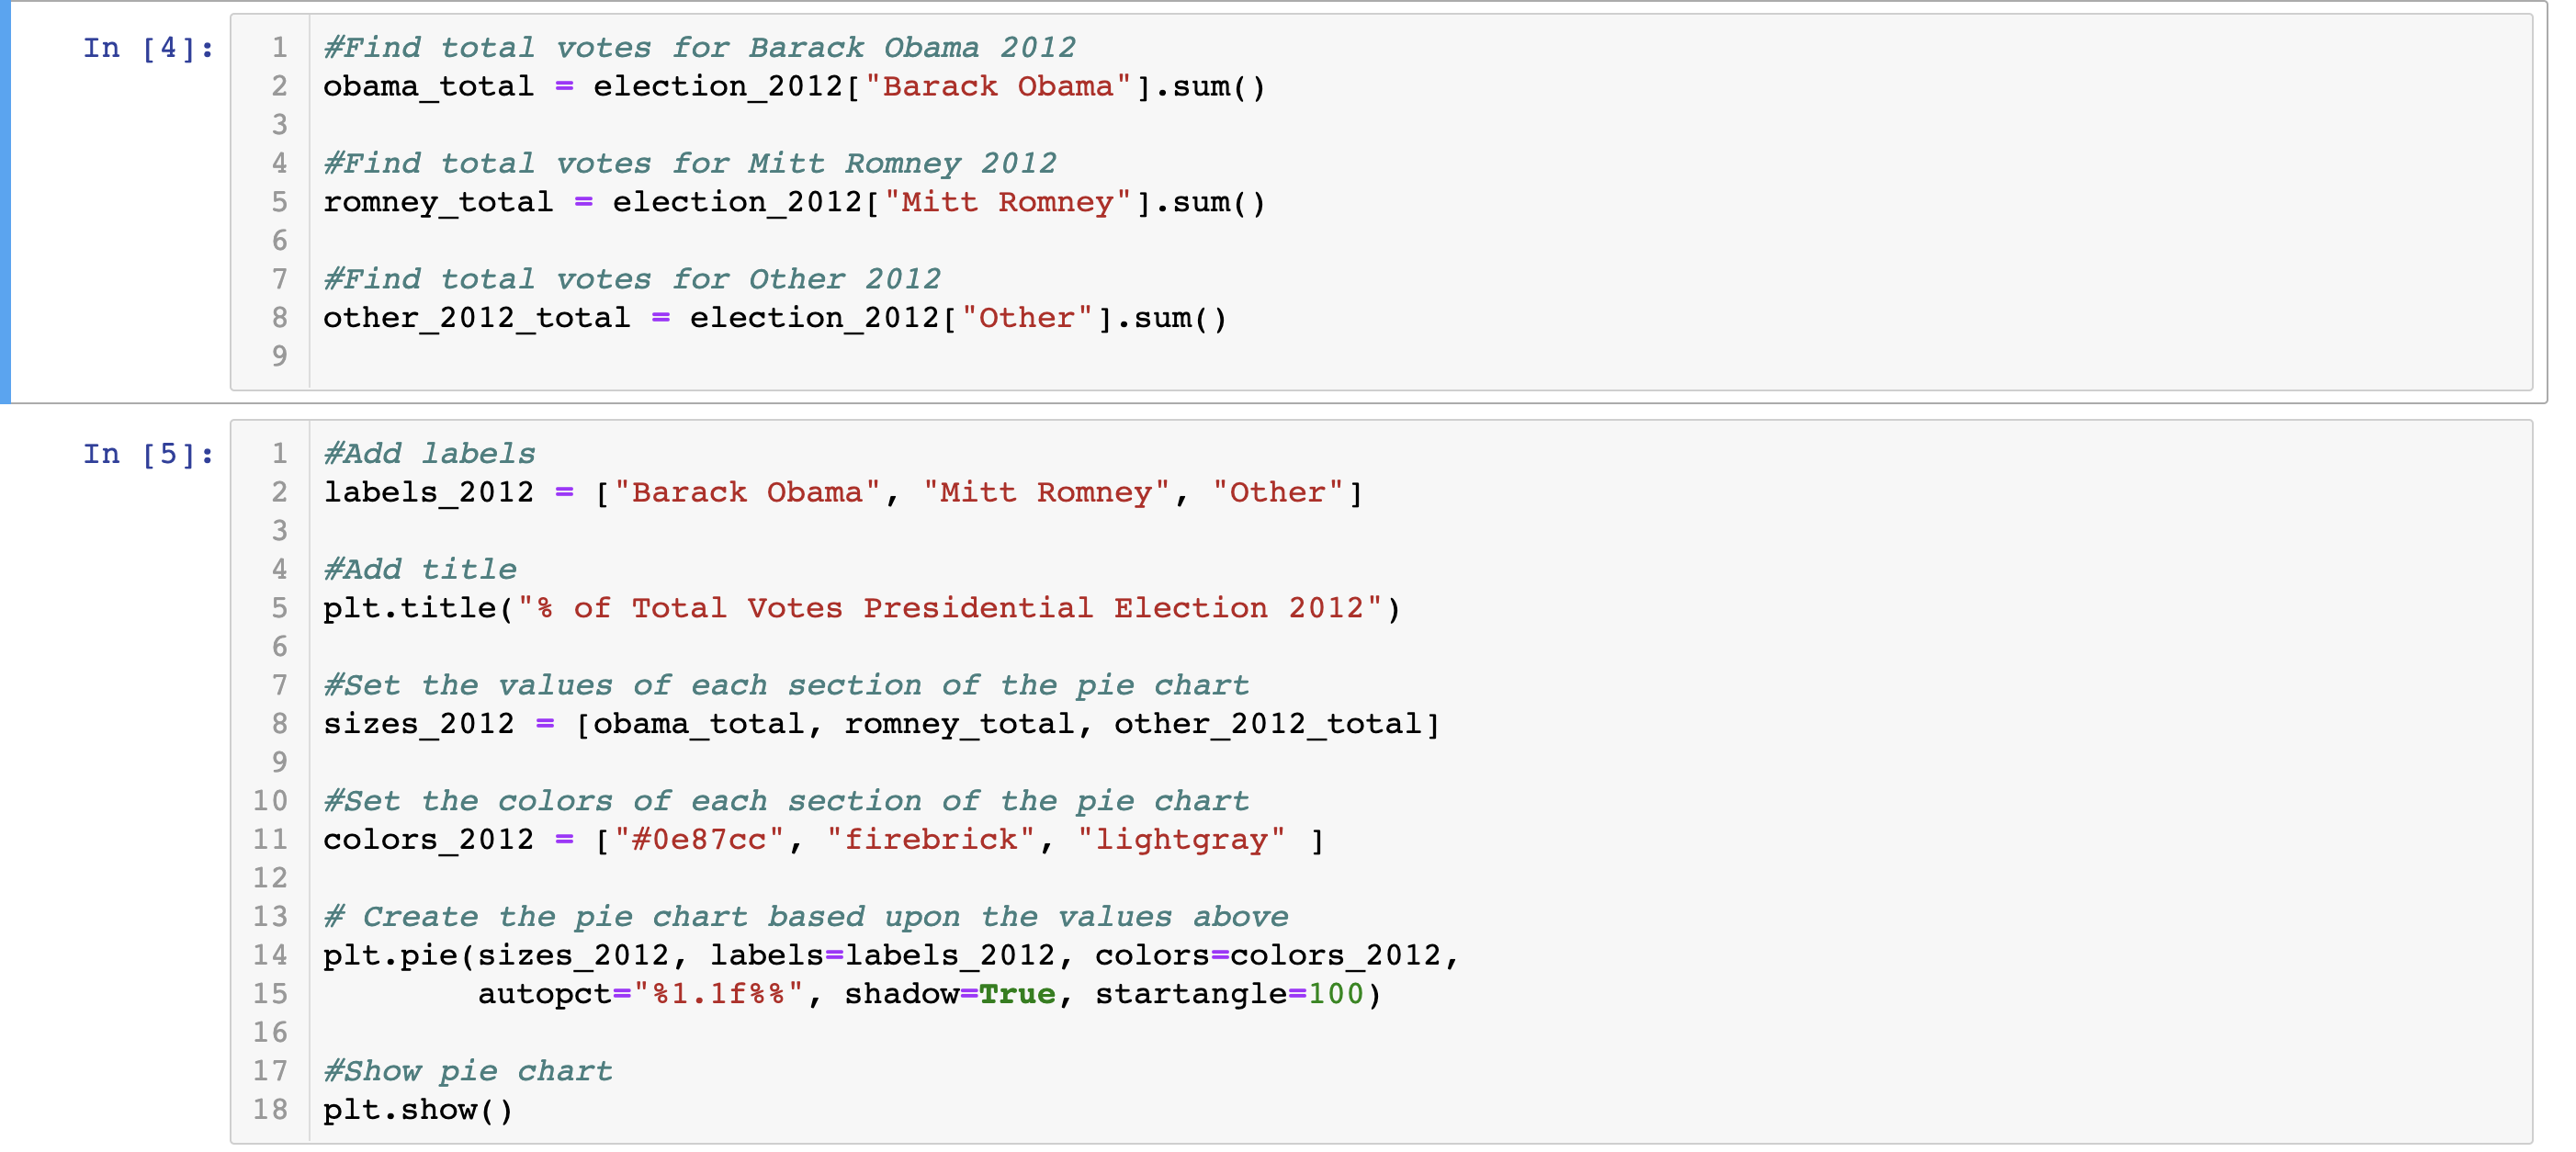 In [4]:
1 #Find total votes for Barack Obama 2012
2 obama_total = election_2012["Barack Obama"].sum()
3
4 #Find total votes for Mitt Romney 2012
5 romney_total = election_2012["Mitt Romney"].sum()
6
7 #Find total votes for Other 2012
8 other_2012_total = election_2012["Other"].sum()
9
In [5]:
1 #Add labels
2 labels_2012 = ["Barack Obama", "Mitt Romney", "Other"]
3
4 #Add title
5 plt.title("% of Total Votes Presidential Election 2012")
6
7 #Set the values of each section of the pie chart
8 sizes_2012 = [obama_total, romney_total, other_2012_total]
9
10 #Set the colors of each section of the pie chart
11 colors_2012 = ["#0e87cc", "firebrick", "lightgray" ]
12
13 # Create the pie chart based upon the values above
14 plt.pie(sizes_2012, labels=labels_2012, colors=colors_2012,
15         autopct="%1.1f%%", shadow=True, startangle=100)
16
17 #Show pie chart
18 plt.show()